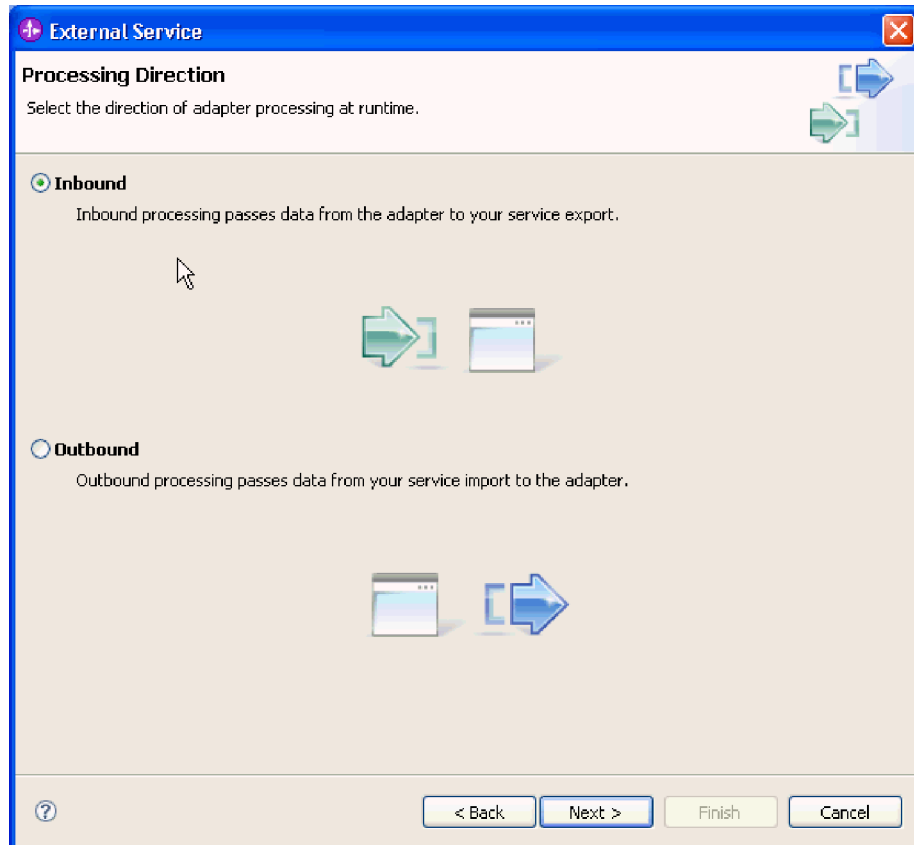 External Service
Processing Direction
Select the direction of adapter processing at runtime.
Inbound
Inbound processing passes data from the adapter to your service export.
Outbound
Outbound processing passes data from your service import to the adapter.
?
< Back
Next >
Finish
Cancel